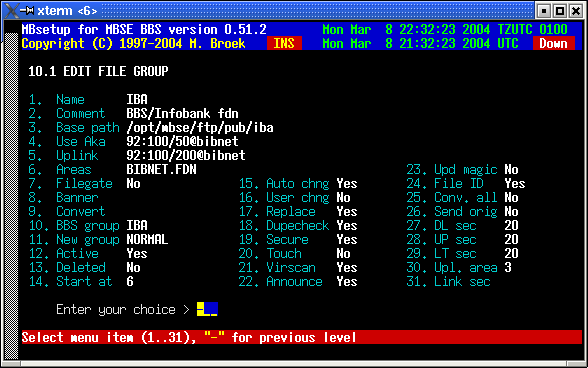 xterm <6>
MBsetup for MBSE BBS version 0.51.2 Mon Mar 8 22:32:23 2004 TZUTC 0100
Copyright (C) 1997-2004 M. Broek INS Mon Mar 8 21:32:23 2004 UTC Down
10.1 EDIT FILE GROUP
1. Name IBA
2. Comment BBS/Infobank fdn
3. Base path /opt/mbse/ftp/pub/iba
4. Use Aka 92:100/50@bibnet
5. Uplink 92:100/200@bibnet
6. Areas BIBNET.FDN 23. Upd magic No
7. Filegate No 15. Auto chng Yes 24. File ID Yes
8. Banner 16. User chng No 25. Conv. all No
9. Convert 17. Replace Yes 26. Send orig No
10. BBS group IBA 18. Dupecheck Yes 27. DL sec 20
11. New group NORMAL 19. Secure Yes 28. UP sec 20
12. Active Yes 20. Touch No 29. LT sec 20
13. Deleted No 21. Virscan Yes 30. Upl. area 3
14. Start at 6 22. Announce Yes 31. Link sec
Enter your choice > -
Select menu item (1..31), "-" for previous level